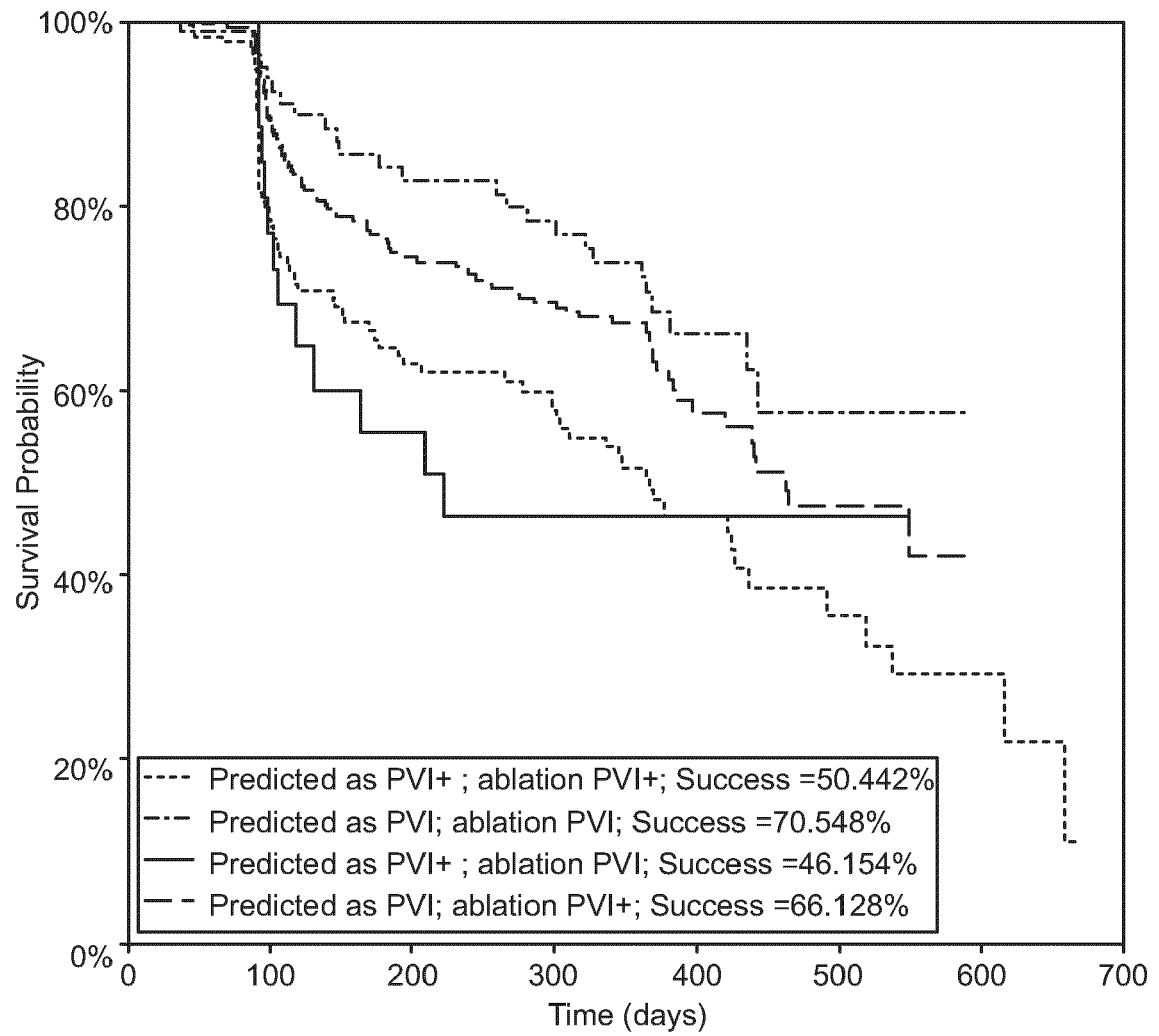 100%
80%
60%
40%
20%
0%
Survival Probability
Predicted as PVI+ ; ablation PVI+; Success =50.442%
Predicted as PVI; ablation PVI; Success =70.548%
Predicted as PVI+ ; ablation PVI; Success =46.154%
Predicted as PVI; ablation PVI+; Success =66.128%
0 100 200 300 400 500 600 700
Time (days)